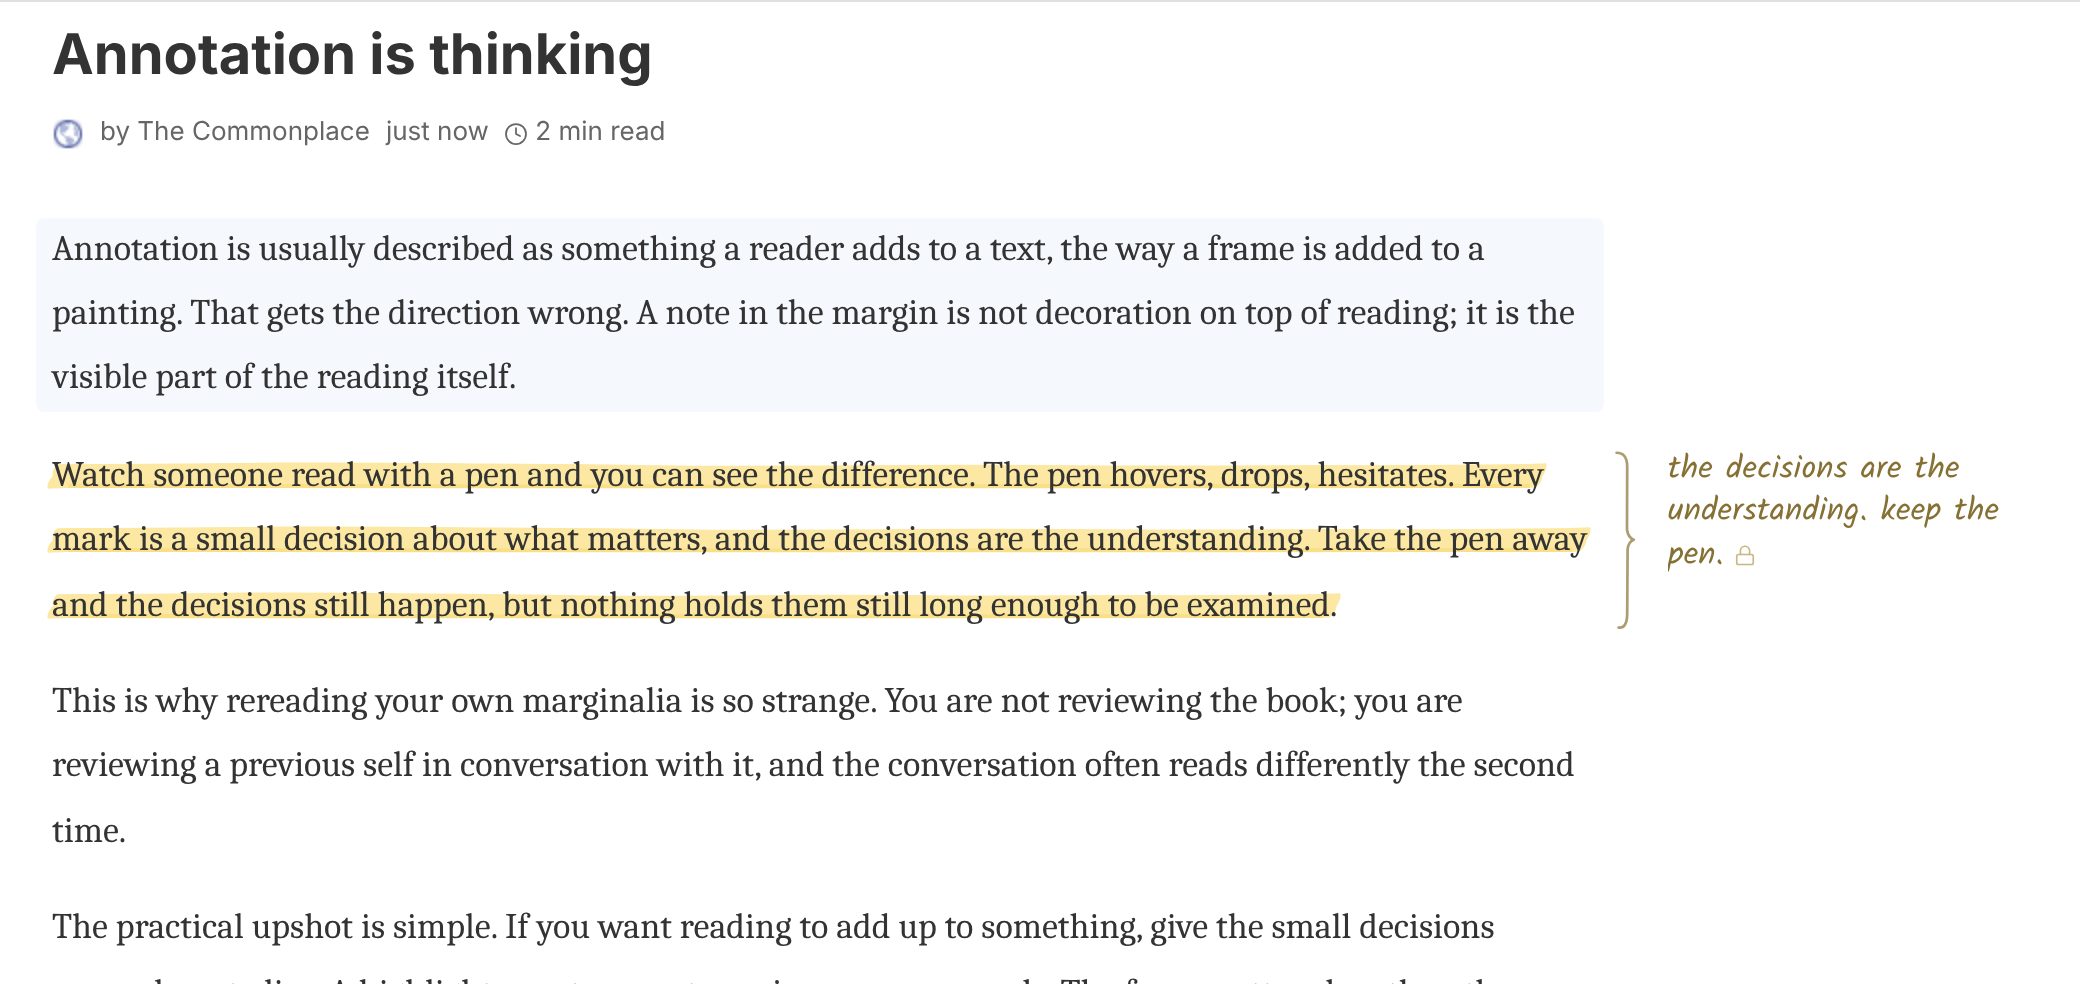 Annotation is thinking
by The Commonplace just now 2 min read
Annotation is usually described as something a reader adds to a text, the way a frame is added to a
painting. That gets the direction wrong. A note in the margin is not decoration on top of reading; it is the
visible part of the reading itself.
Watch someone read with a pen and you can see the difference. The pen hovers, drops, hesitates. Every
mark is a small decision about what matters, and the decisions are the understanding. Take the pen away
and the decisions still happen, but nothing holds them still long enough to be examined.
the decisions are the
understanding. keep the
pen.
This is why rereading your own marginalia is so strange. You are not reviewing the book; you are
reviewing a previous self in conversation with it, and the conversation often reads differently the second
time.
The practical upshot is simple. If you want reading to add up to something, give the small decisions